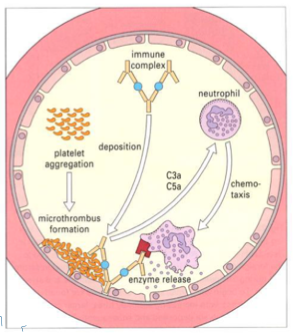 immune
complex
neutrophil
platelet
aggregation
deposition
C3a
C5a
chemo-
taxis
microthrombus
formation
enzyme release